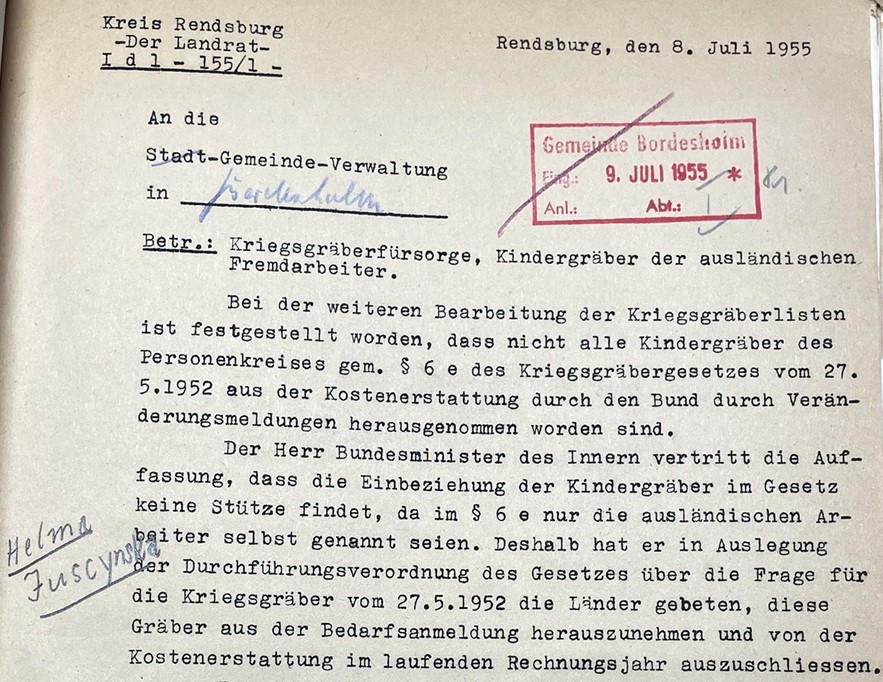 Kreis Rendsburg
-Der Landrat-
I d 1 - 155/1 -
Rendsburg, den 8. Juli 1955
An die
Stadt-Gemeinde-Verwaltung
in Bordesholm
Gemeinde Bordesholm
Eing.: 9. JULI 1955 *
Anl.: Abt.: 1
Kr.
Betr.: Kriegsgräberfürsorge, Kindergräber der ausländischen
Fremdarbeiter.
Bei der weiteren Bearbeitung der Kriegsgräberlisten
ist festgestellt worden, dass nicht alle Kindergräber des
Personenkreises gem. § 6 e des Kriegsgräbergesetzes vom 27.
5.1952 aus der Kostenerstattung durch den Bund durch Verän-
derungsmeldungen herausgenommen worden sind.
Der Herr Bundesminister des Innern vertritt die Auf-
fassung, dass die Einbeziehung der Kindergräber im Gesetz
keine Stütze findet, da im § 6 e nur die ausländischen Ar-
beiter selbst genannt seien. Deshalb hat er in Auslegung
der Durchführungsverordnung des Gesetzes über die Frage für
die Kriegsgräber vom 27.5.1952 die Länder gebeten, diese
Gräber aus der Bedarfsanmeldung herauszunehmen und von der
Kostenerstattung im laufenden Rechnungsjahr auszuschliessen.
Helma
Juscynska